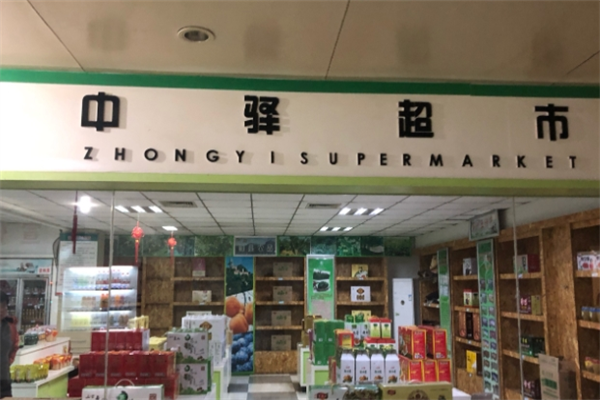 中驿超市
ZHONGYI SUPERMARKET